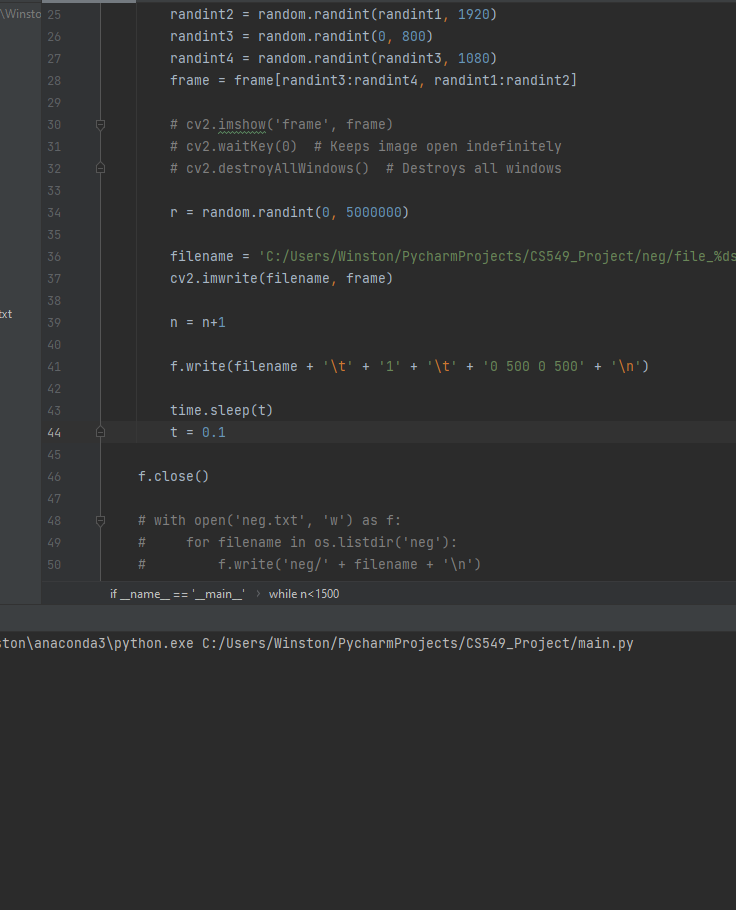 \Winsto
25 randint2 = random.randint(randint1, 1920)
26 randint3 = random.randint(0, 800)
27 randint4 = random.randint(randint3, 1080)
28 frame = frame[randint3:randint4, randint1:randint2]
29
30 # cv2.imshow('frame', frame)
31 # cv2.waitKey(0)  # Keeps image open indefinitely
32 # cv2.destroyAllWindows()  # Destroys all windows
33
34 r = random.randint(0, 5000000)
35
36 filename = 'C:/Users/Winston/PycharmProjects/CS549_Project/neg/file_%ds
37 cv2.imwrite(filename, frame)
38
txt
39 n = n+1
40
41 f.write(filename + '\t' + '1' + '\t' + '0 500 0 500' + '\n')
42
43 time.sleep(t)
44 t = 0.1
45
46 f.close()
47
48 # with open('neg.txt', 'w') as f:
49 #     for filename in os.listdir('neg'):
50 #         f.write('neg/' + filename + '\n')
if __name__ == '__main__' › while n<1500
ston\anaconda3\python.exe C:/Users/Winston/PycharmProjects/CS549_Project/main.py